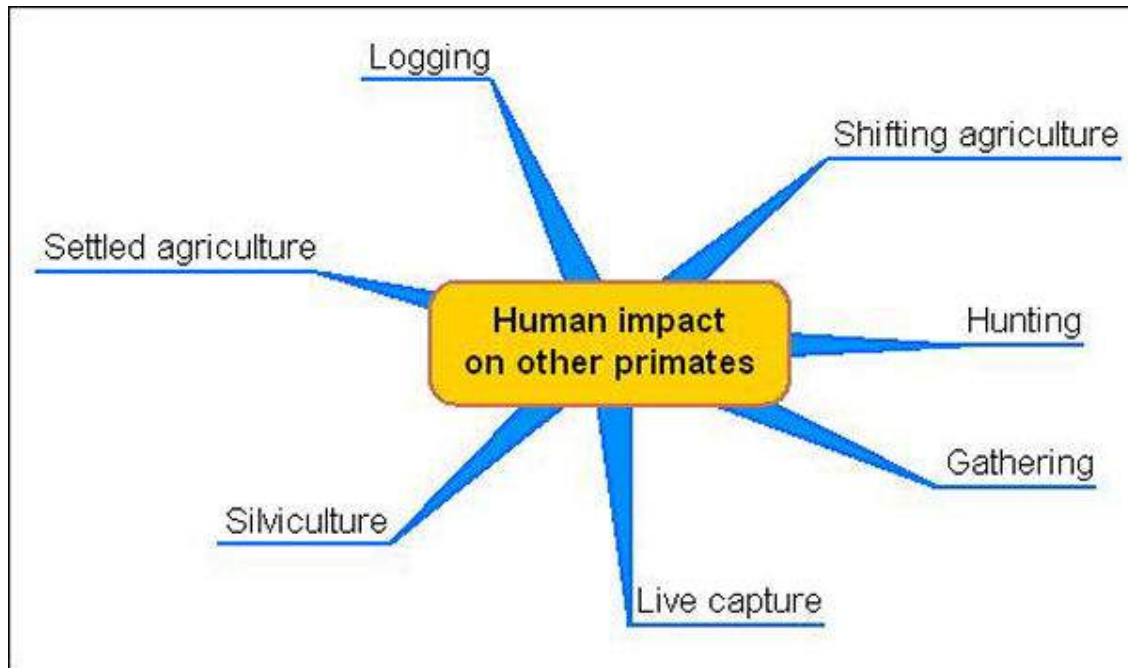 Logging
Shifting agriculture
Settled agriculture
Human impact
on other primates
Hunting
Gathering
Silviculture
Live capture